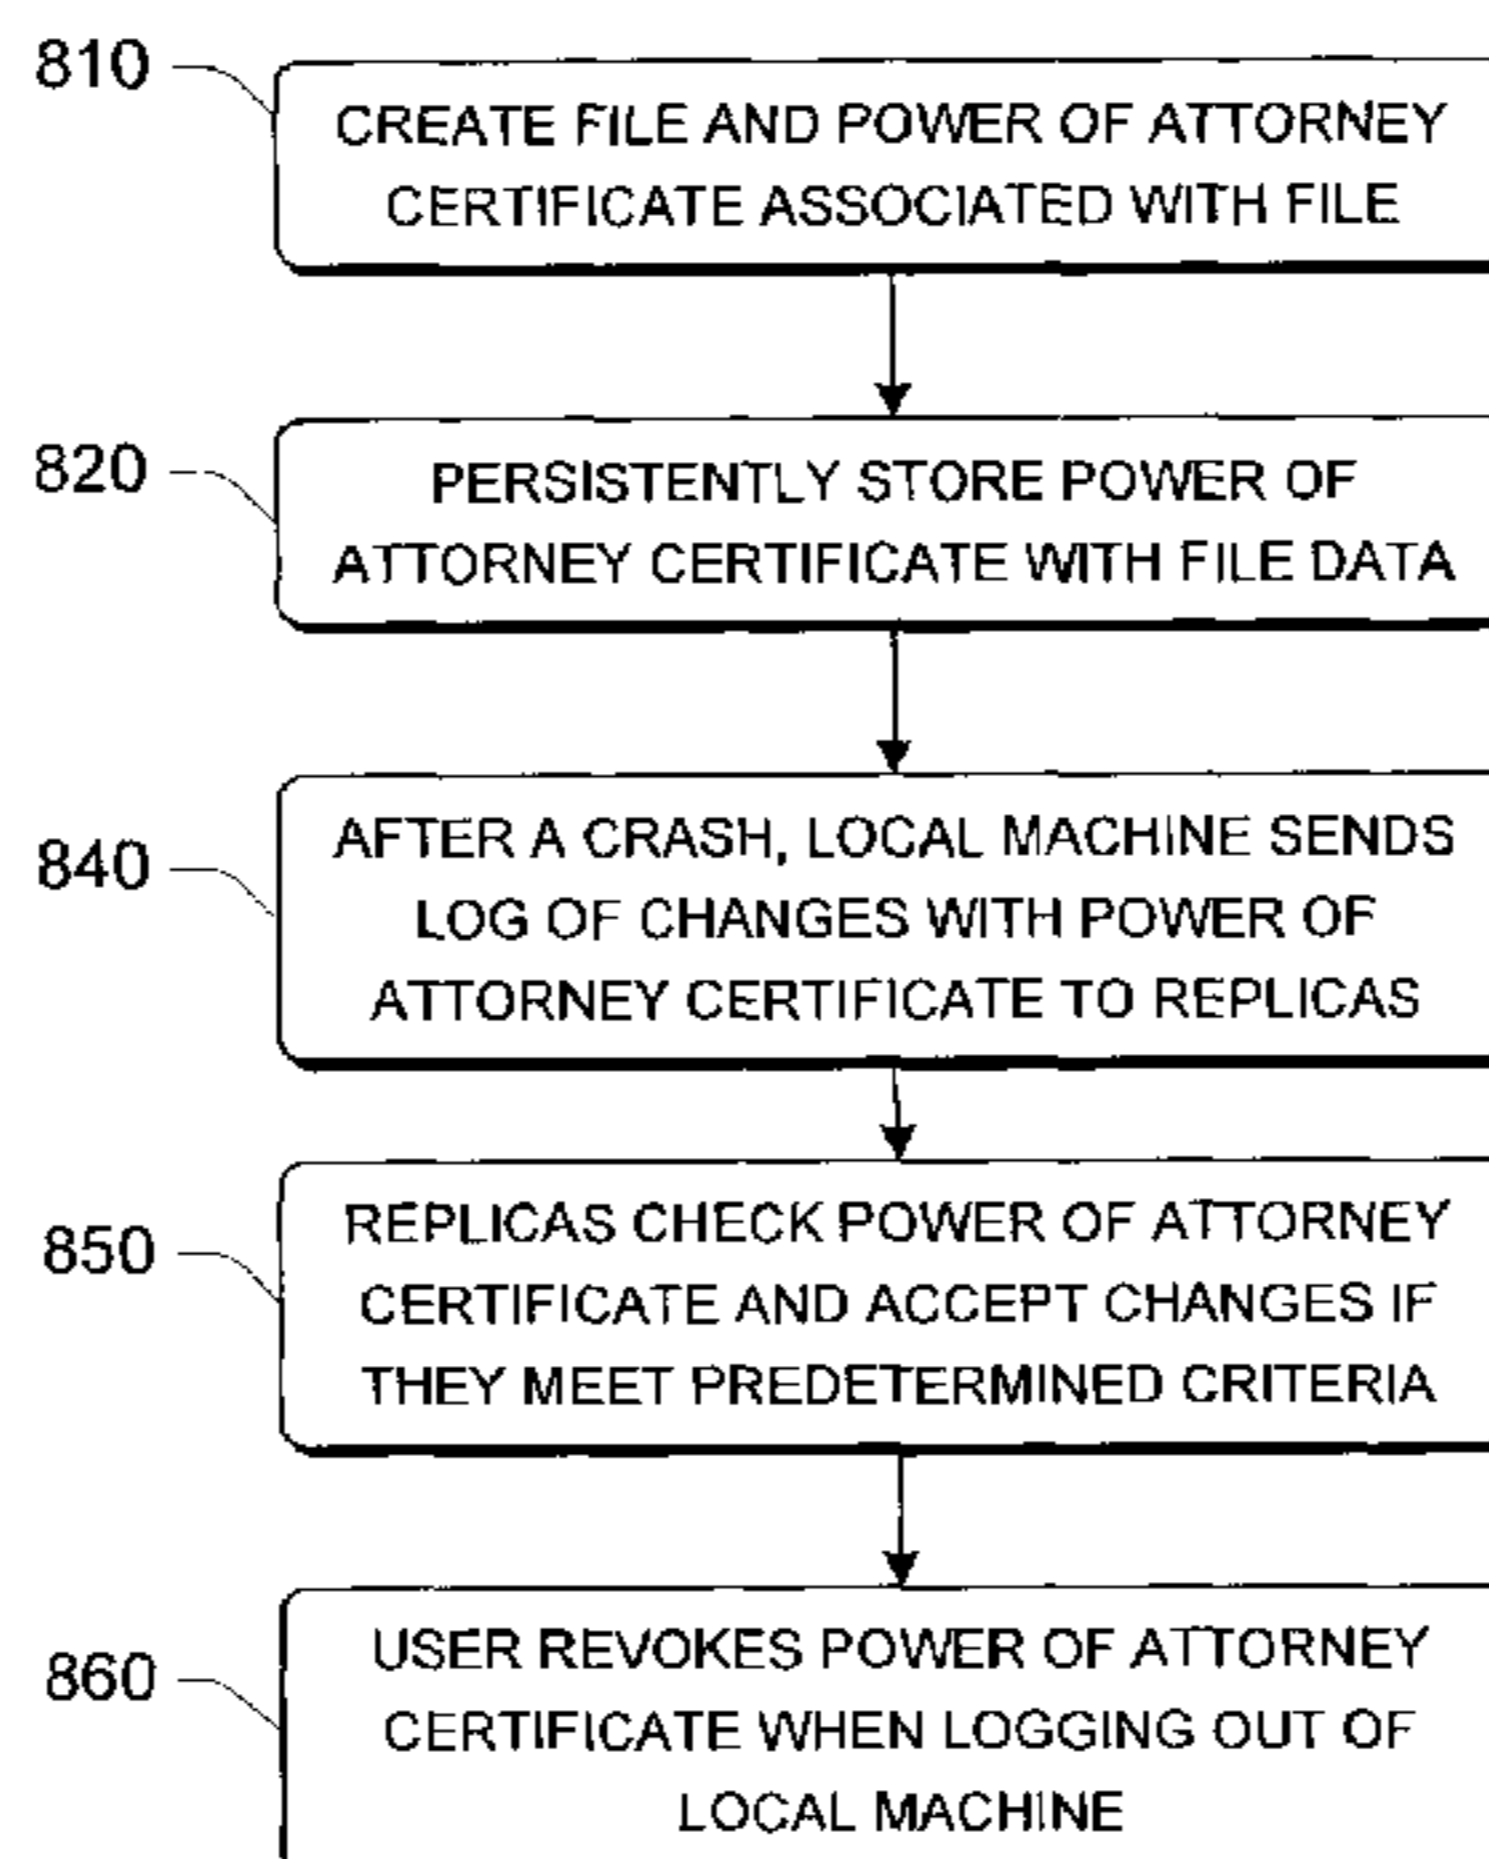 810
CREATE FILE AND POWER OF ATTORNEY
CERTIFICATE ASSOCIATED WITH FILE
820
PERSISTENTLY STORE POWER OF
ATTORNEY CERTIFICATE WITH FILE DATA
840
AFTER A CRASH, LOCAL MACHINE SENDS
LOG OF CHANGES WITH POWER OF
ATTORNEY CERTIFICATE TO REPLICAS
850
REPLICAS CHECK POWER OF ATTORNEY
CERTIFICATE AND ACCEPT CHANGES IF
THEY MEET PREDETERMINED CRITERIA
860
USER REVOKES POWER OF ATTORNEY
CERTIFICATE WHEN LOGGING OUT OF
LOCAL MACHINE